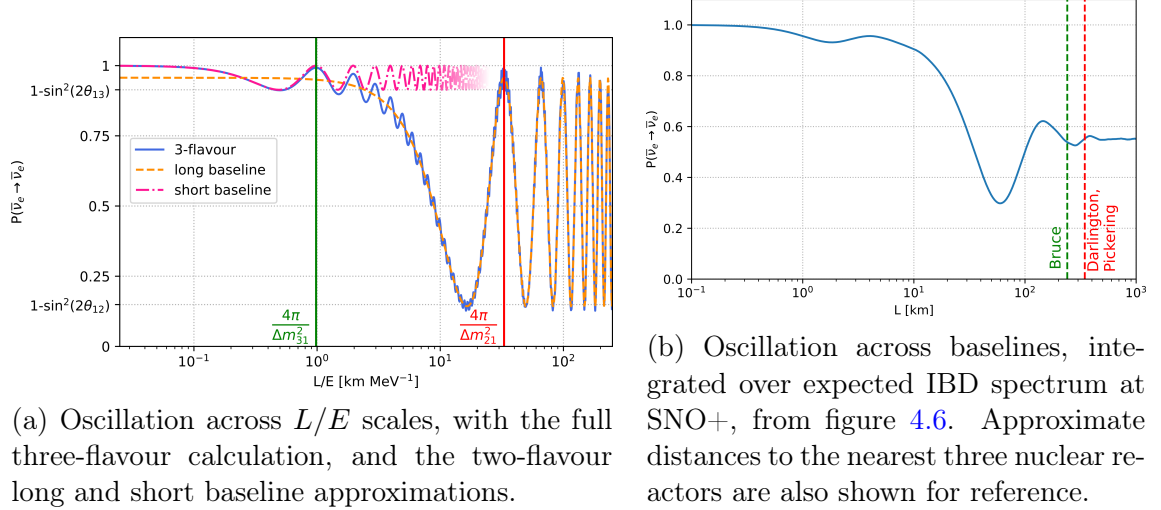 P(ν̄ₑ → ν̄ₑ)
1
1-sin²(2θ₁₃)
0.75
0.5
0.25
1-sin²(2θ₁₂)
0
3-flavour
long baseline
short baseline
4π
Δm²₃₁
4π
Δm²₂₁
10⁻¹ 10⁰ 10¹ 10²
L/E [km MeV⁻¹]
(a) Oscillation across L/E scales, with the full
three-flavour calculation, and the two-flavour
long and short baseline approximations.
P(ν̄ₑ → ν̄ₑ)
1.0
0.8
0.6
0.4
0.2
0.0
Bruce
Darlington,
Pickering
10⁻¹ 10⁰ 10¹ 10² 10³
L [km]
(b) Oscillation across baselines, inte-
grated over expected IBD spectrum at
SNO+, from figure 4.6. Approximate
distances to the nearest three nuclear re-
actors are also shown for reference.